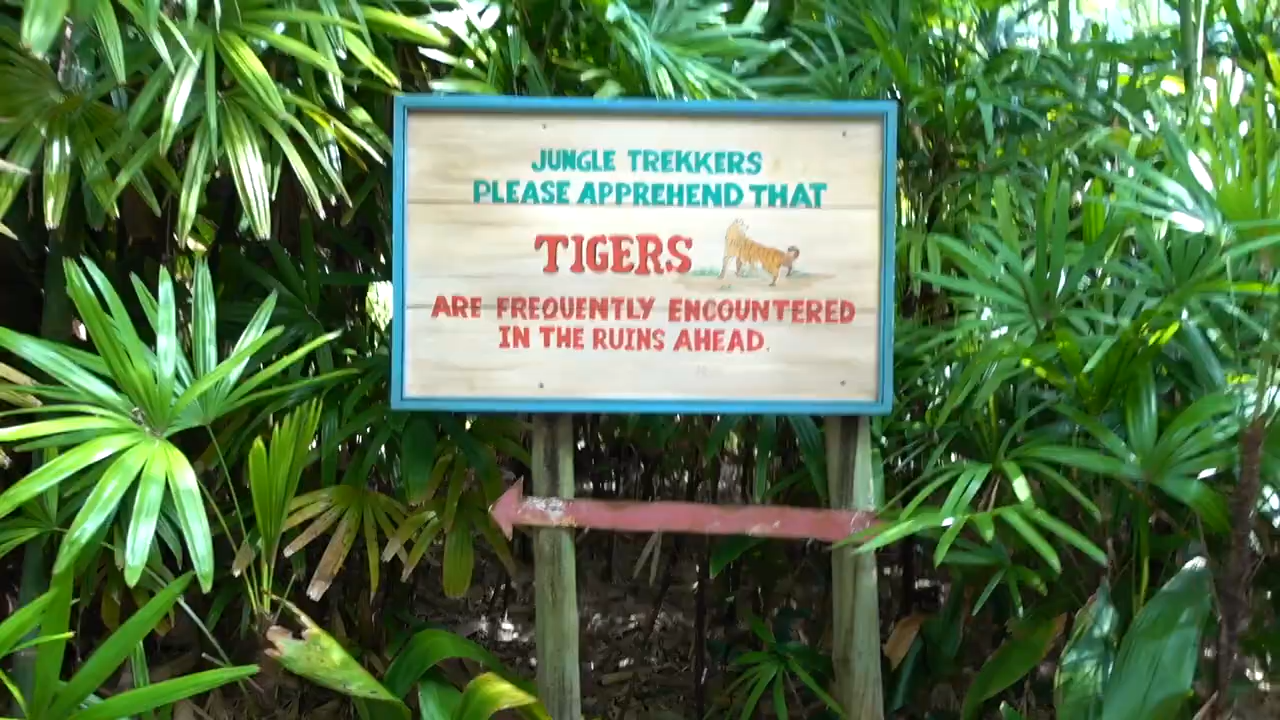 JUNGLE TREKKERS
PLEASE APPREHEND THAT
TIGERS
ARE FREQUENTLY ENCOUNTERED
IN THE RUINS AHEAD.